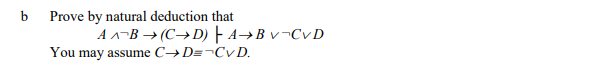 b Prove by natural deduction that
A ∧¬B → (C→ D) ⊢ A→ B ∨¬C∨ D
You may assume C→ D≡¬C∨ D.